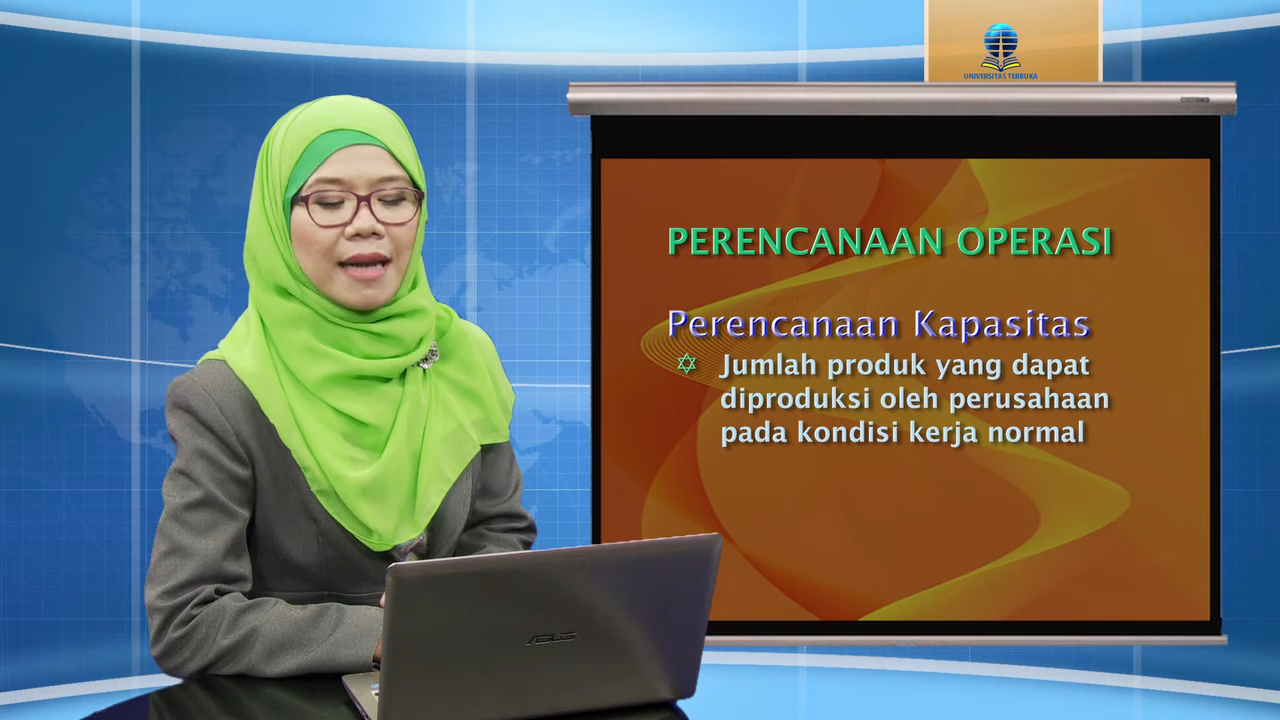 UNIVERSITAS TERBUKA
PERENCANAAN OPERASI
Perencanaan Kapasitas
Jumlah produk yang dapat
diproduksi oleh perusahaan
pada kondisi kerja normal
ASUS